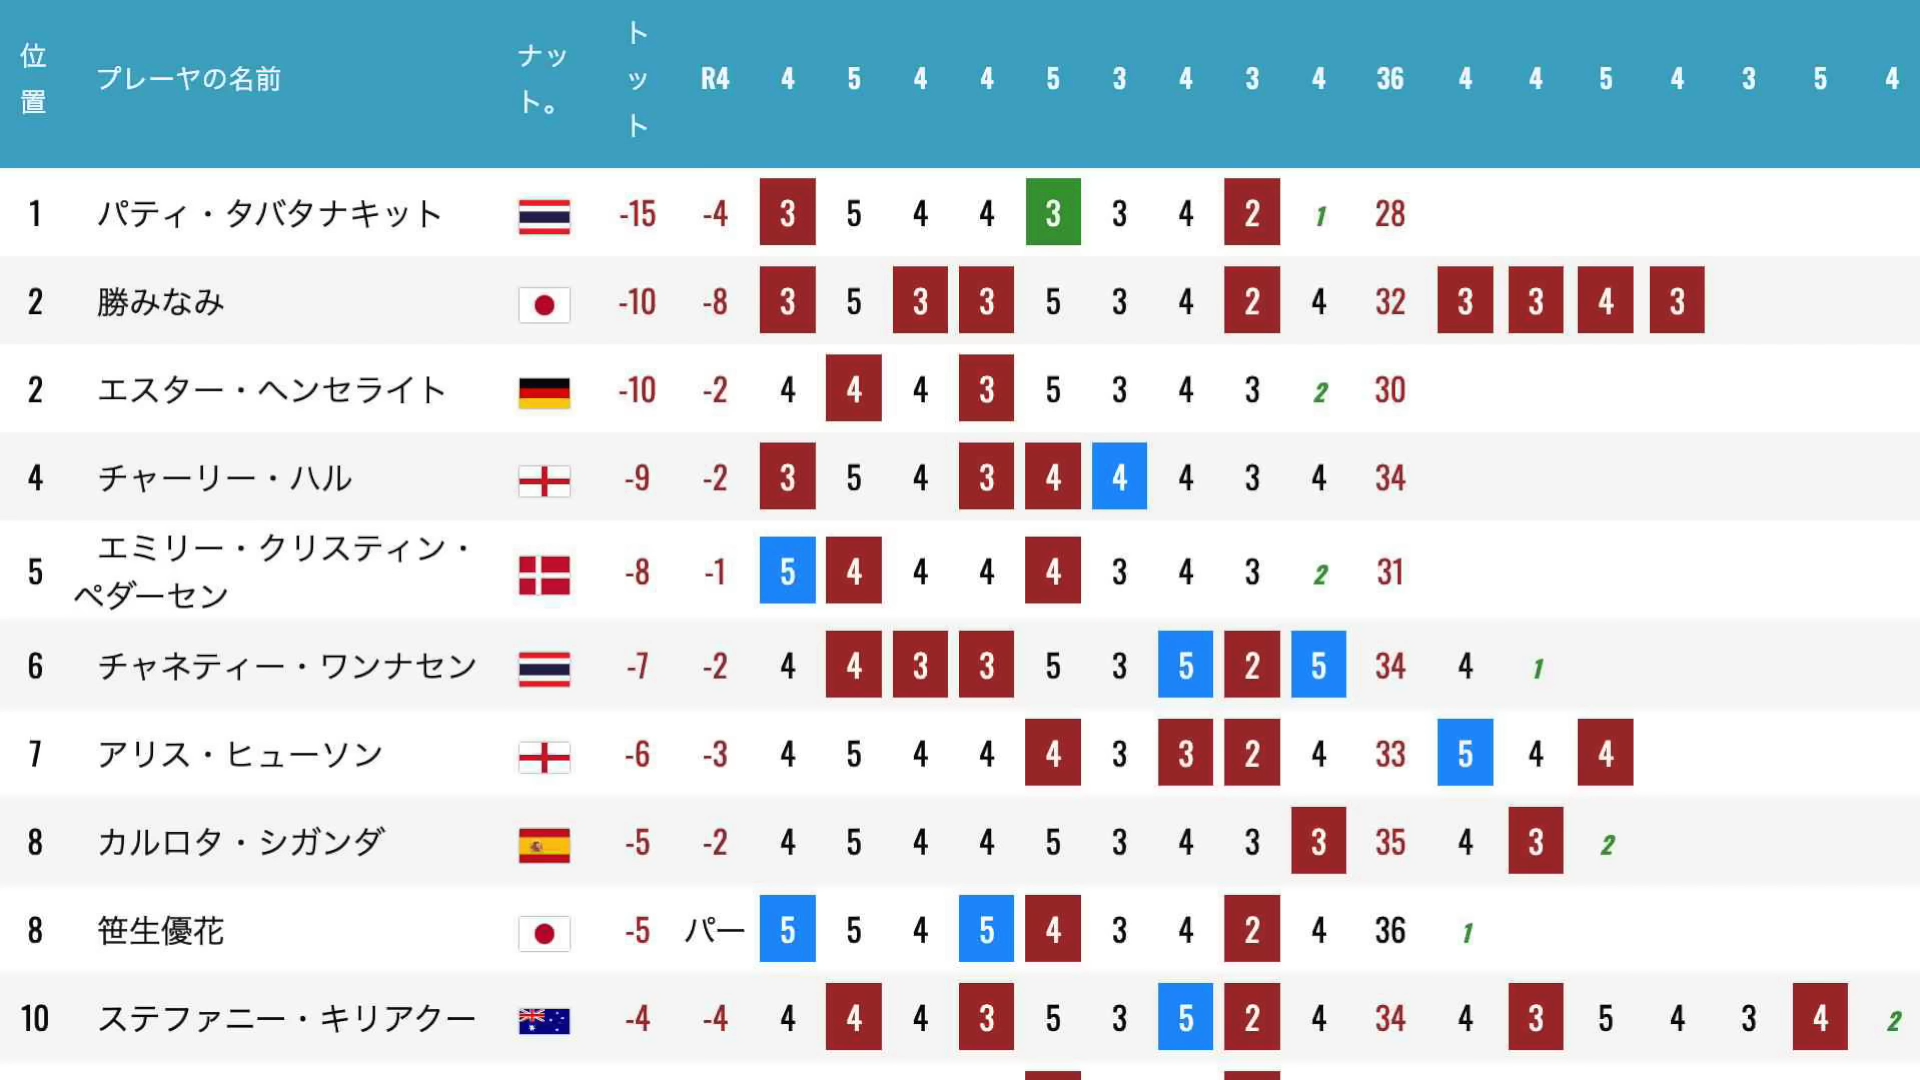 位置 プレーヤの名前 ナット。 トット R4 4 5 4 4 5 3 4 3 4 36 4 4 5 4 3 5 4
1 パティ・タバタナキット -15 -4 3 5 4 4 3 3 4 2 1 28
2 勝みなみ -10 -8 3 5 3 3 5 3 4 2 4 32 3 3 4 3
2 エスター・ヘンセライト -10 -2 4 4 4 3 5 3 4 3 2 30
4 チャーリー・ハル -9 -2 3 5 4 3 4 4 4 3 4 34
5 エミリー・クリスティン・ペダーセン -8 -1 5 4 4 4 4 3 4 3 2 31
6 チャネティー・ワンナセン -7 -2 4 4 3 3 5 3 5 2 5 34 4 1
7 アリス・ヒューソン -6 -3 4 5 4 4 4 3 3 2 4 33 5 4 4
8 カルロタ・シガンダ -5 -2 4 5 4 4 5 3 4 3 3 35 4 3 2
8 笹生優花 -5 パー 5 5 4 5 4 3 4 2 4 36 1
10 ステファニー・キリアクー -4 -4 4 4 4 3 5 3 5 2 4 34 4 3 5 4 3 4 2